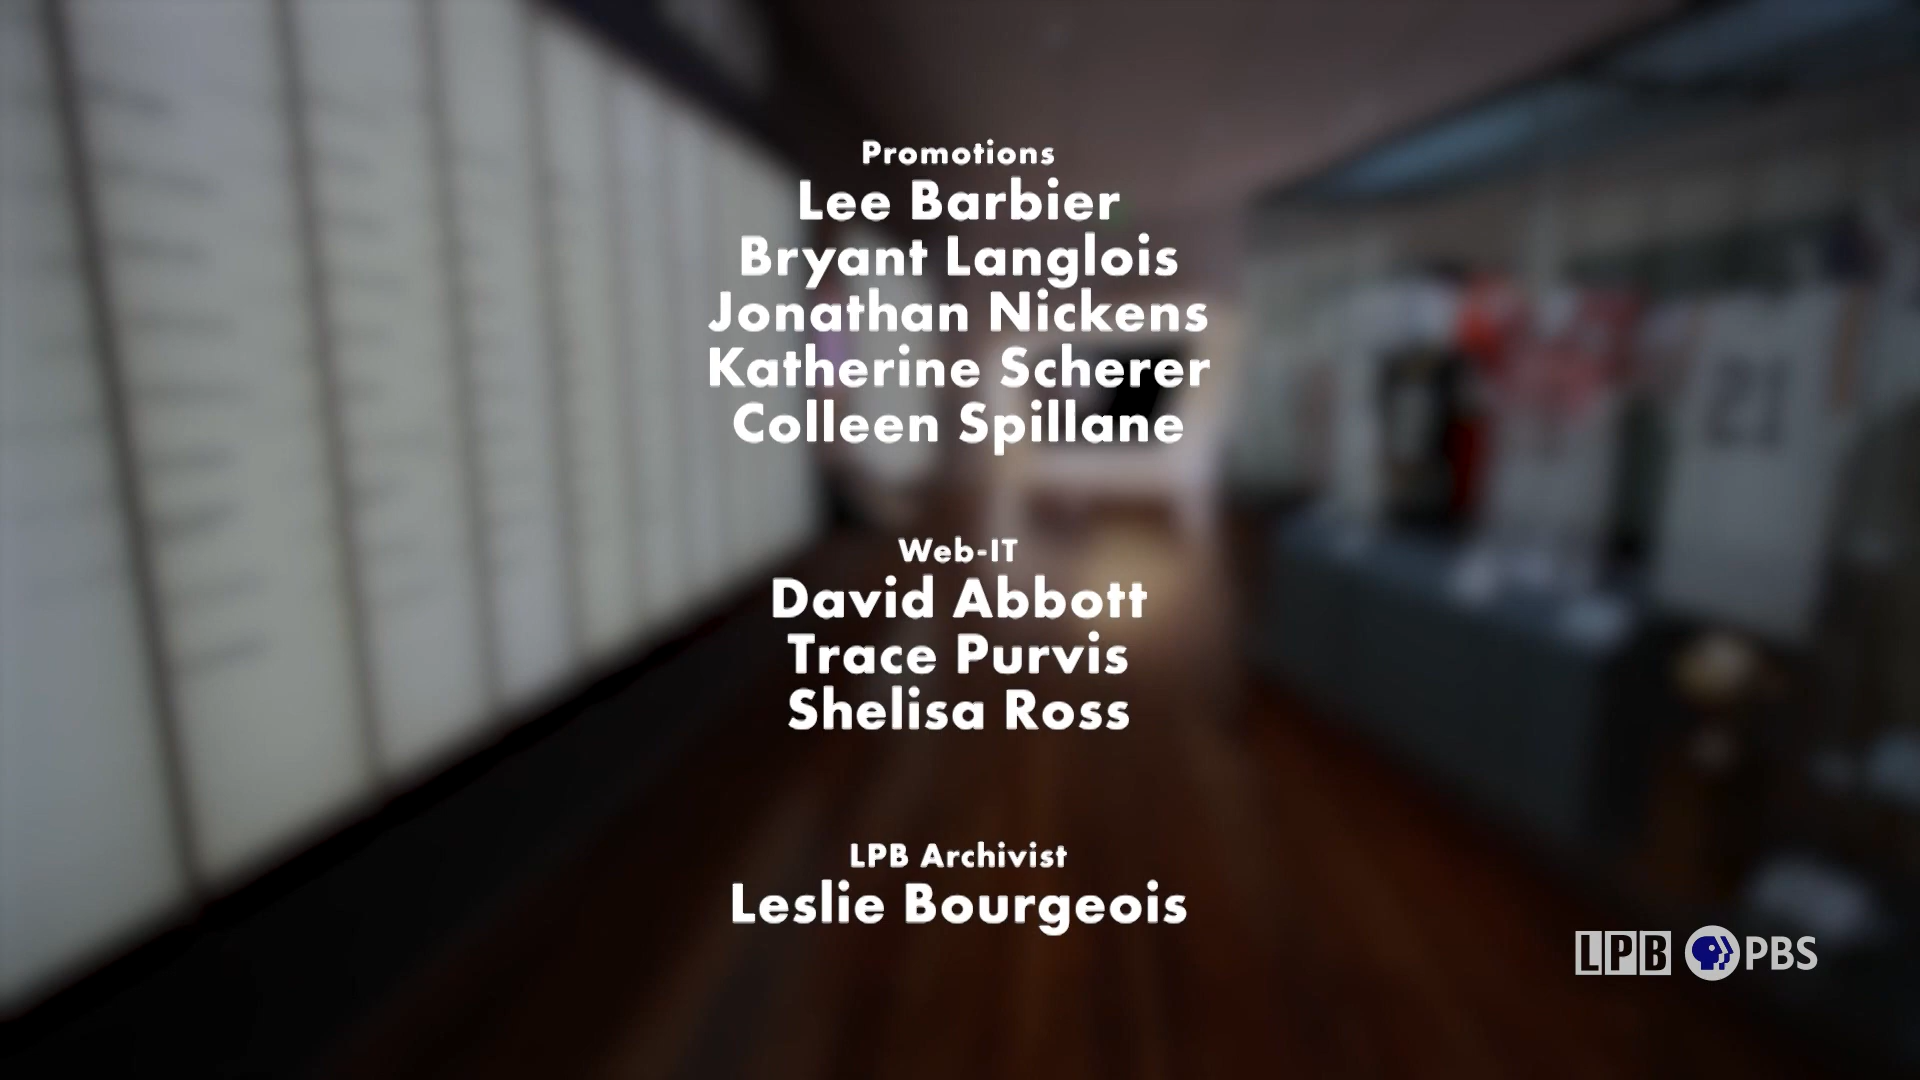 Promotions
Lee Barbier
Bryant Langlois
Jonathan Nickens
Katherine Scherer
Colleen Spillane
Web-IT
David Abbott
Trace Purvis
Shelisa Ross
LPB Archivist
Leslie Bourgeois
LPB PBS
21